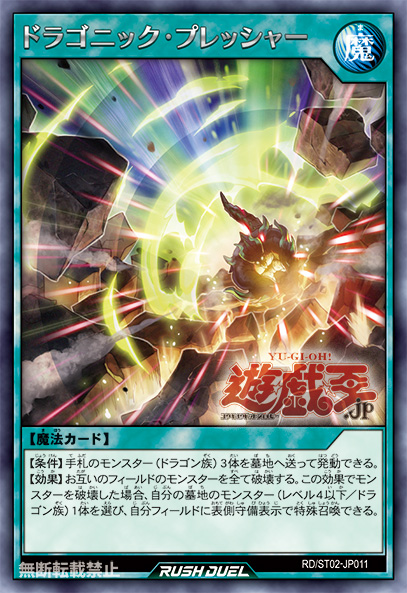 ドラゴニック・プレッシャー
魔
YU-GI-OH!
遊戯王
.JP
【魔法カード】
【条件】手札のモンスター(ドラゴン族)3体を墓地へ送って発動できる。
【効果】お互いのフィールドのモンスターを全て破壊する。この効果でモ
ンスターを破壊した場合、自分の墓地のモンスター(レベル4以下/ドラ
ゴン族)1体を選び、自分フィールドに表側守備表示で特殊召喚できる。
無断転載禁止
RUSH DUEL
RD/ST02-JP011